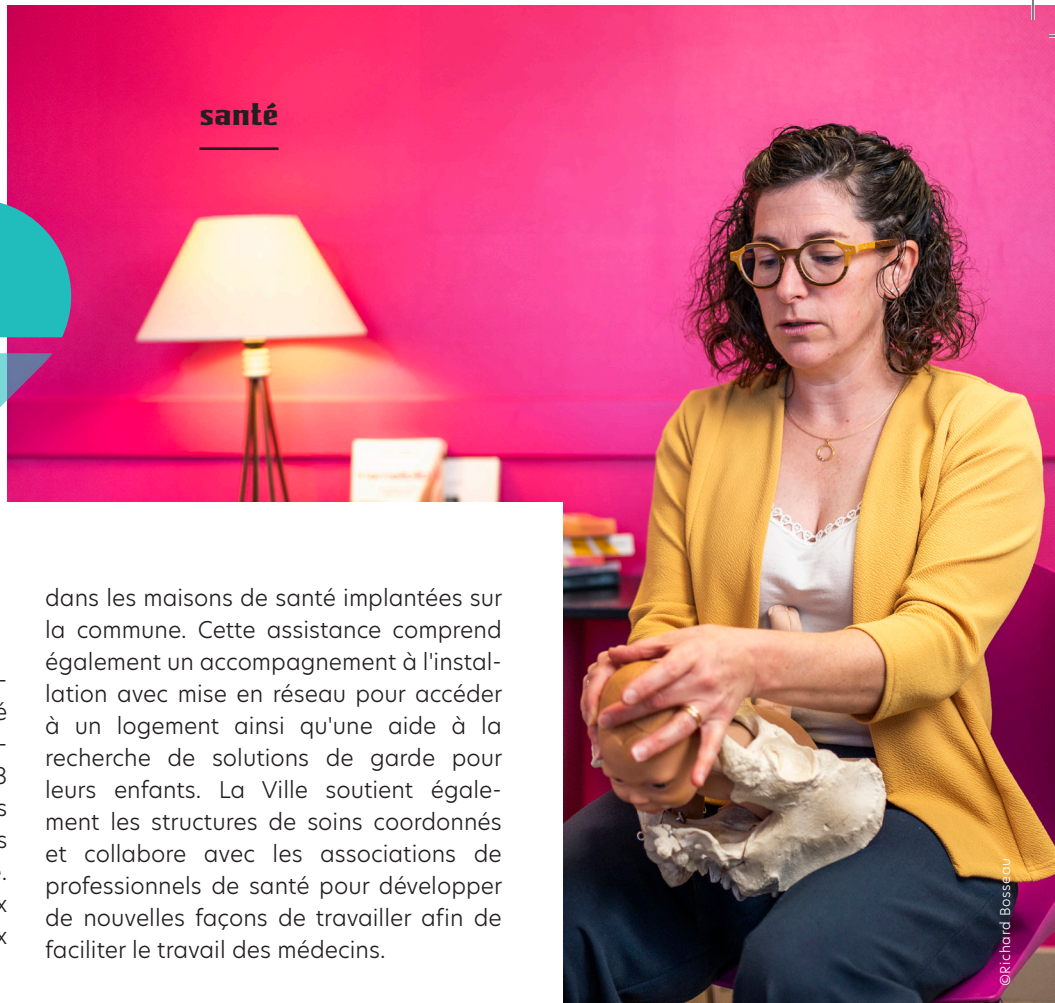 santé
é
8
s
s
.
x
x
dans les maisons de santé implantées sur
la commune. Cette assistance comprend
également un accompagnement à l'instal-
lation avec mise en réseau pour accéder
à un logement ainsi qu'une aide à la
recherche de solutions de garde pour
leurs enfants. La Ville soutient égale-
ment les structures de soins coordonnés
et collabore avec les associations de
professionnels de santé pour développer
de nouvelles façons de travailler afin de
faciliter le travail des médecins.
©Richard Bosseau